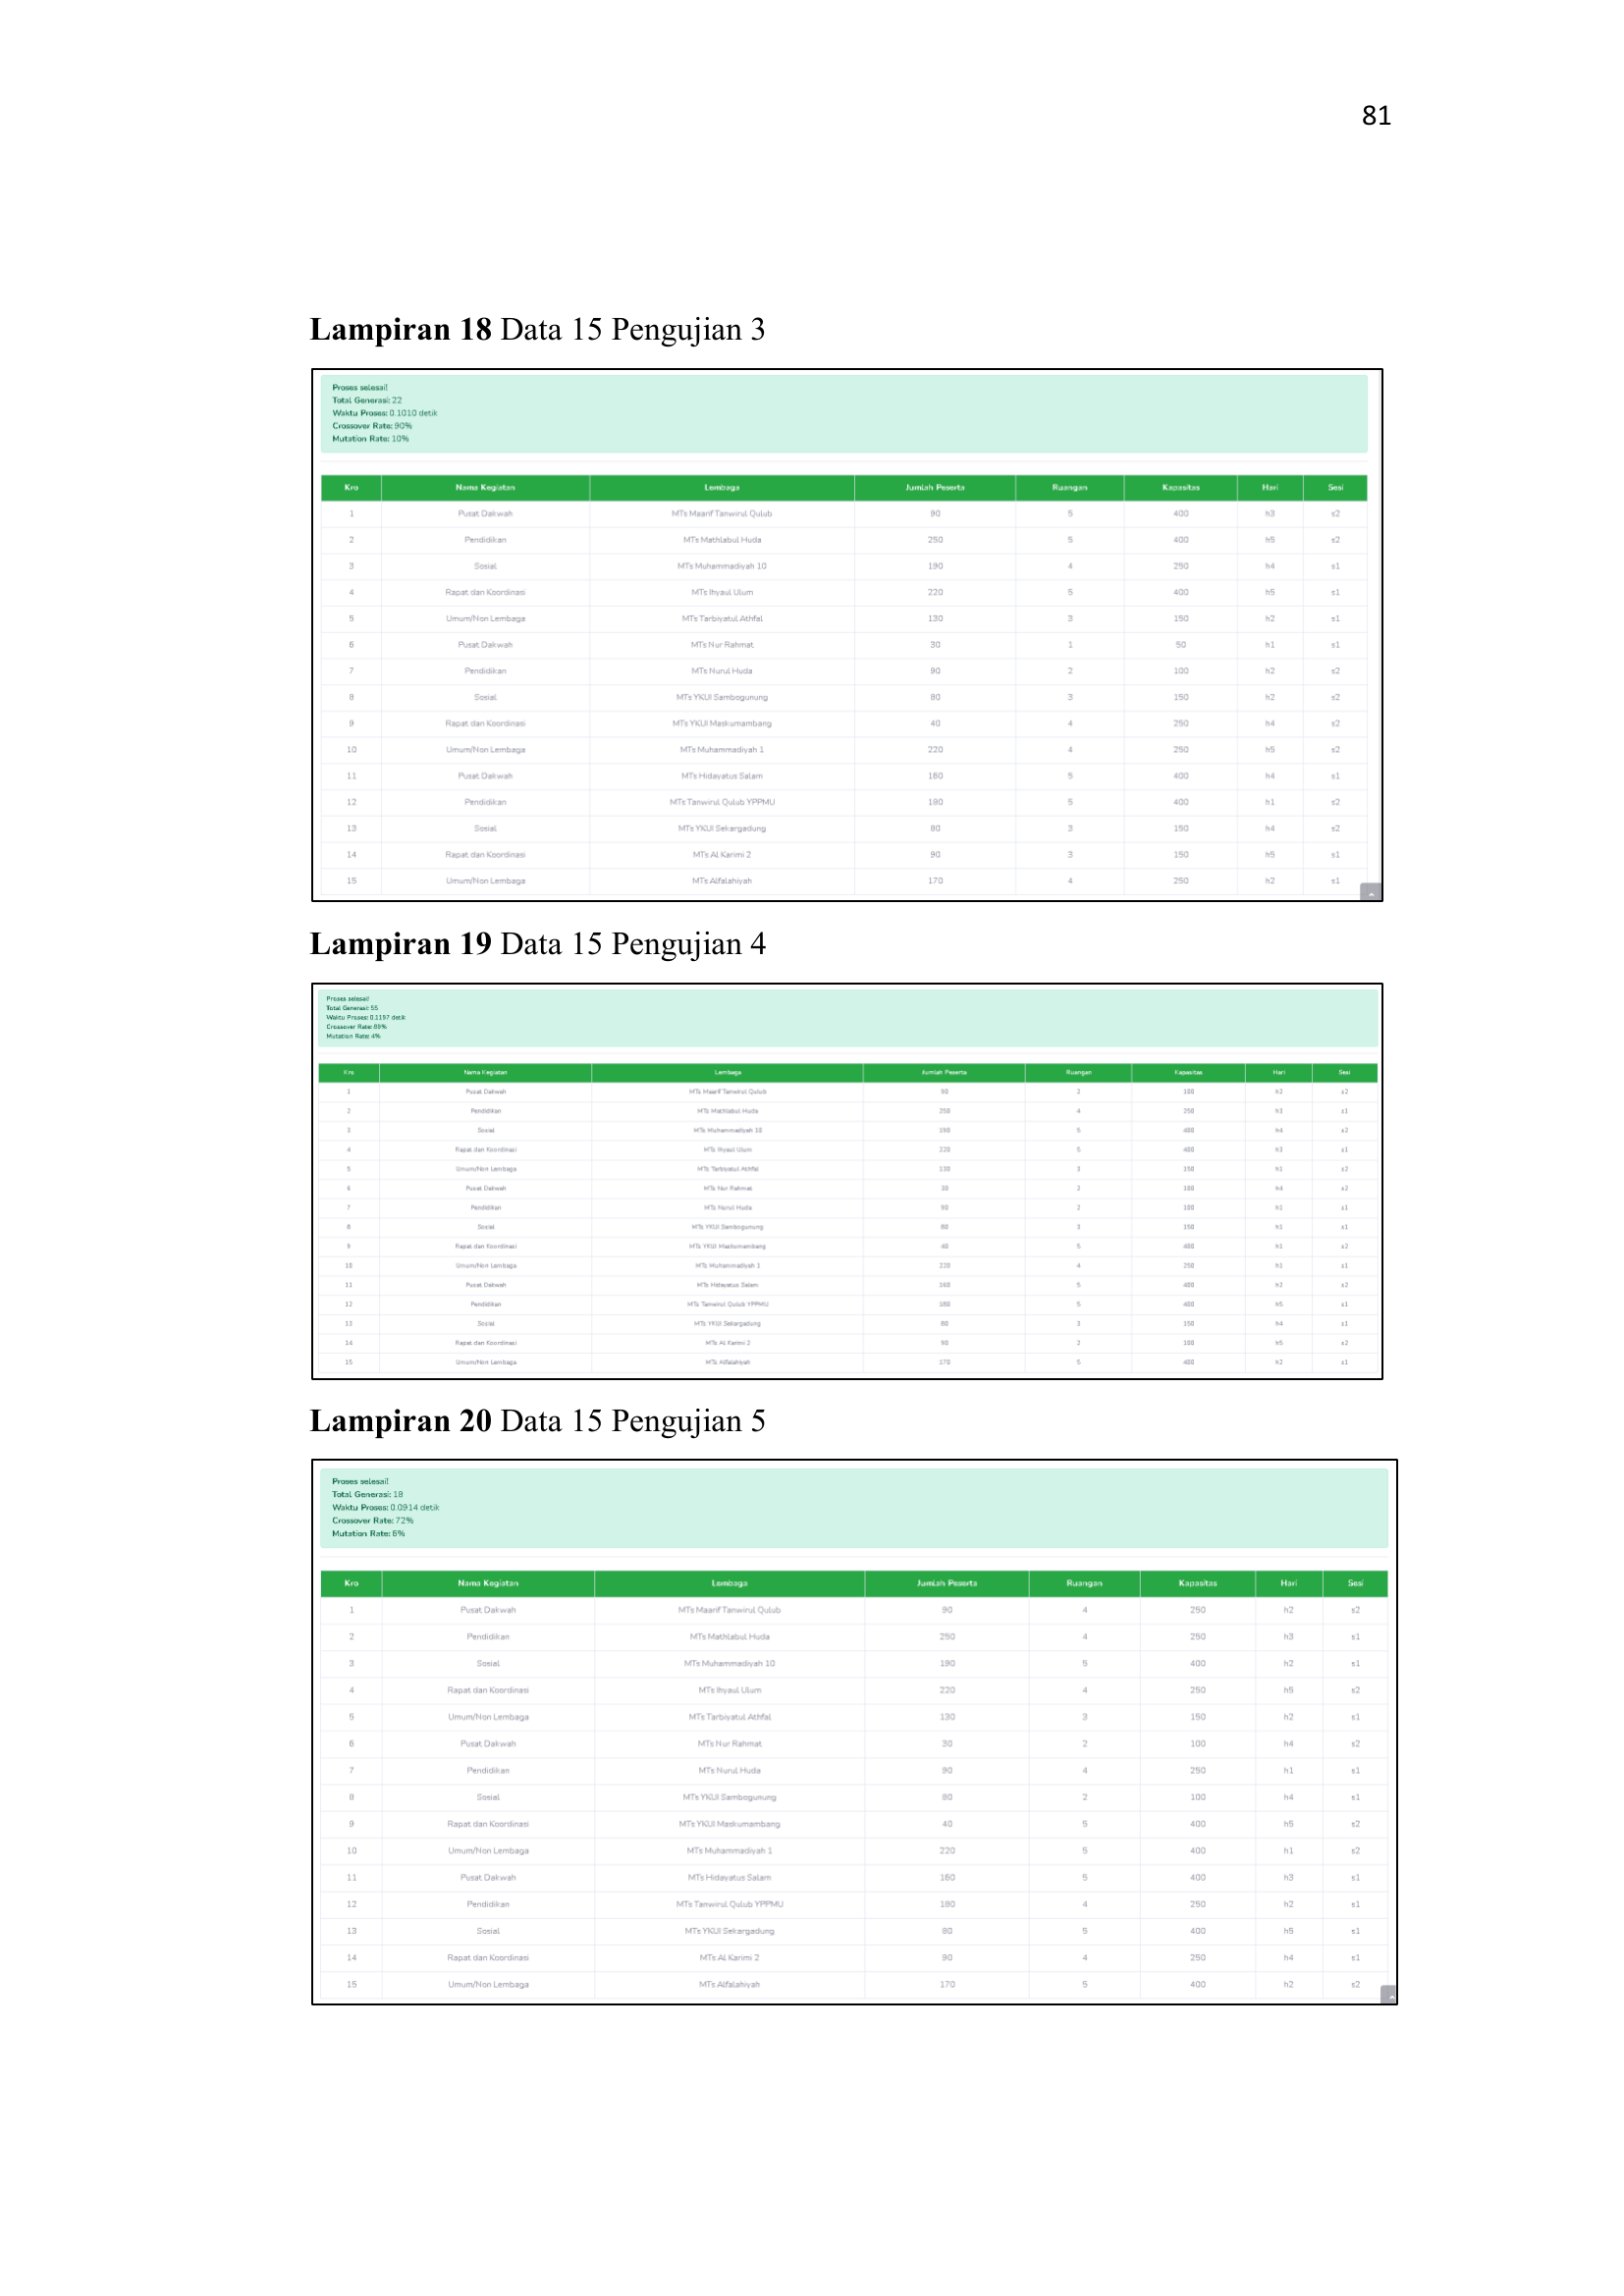 81
Lampiran 18 Data 15 Pengujian 3
Proses selesai!
Total Generasi: 22
Waktu Proses: 0.1010 detik
Crossover Rate: 90%
Mutation Rate: 10%
Kro Nama Kegiatan Lembaga Jumlah Peserta Ruangan Kapasitas Hari Sesi
1 Pusat Dakwah MTs Maarif Tanwirul Qulub 90 5 400 h3 s2
2 Pendidikan MTs Mathlabul Huda 250 5 400 h5 s2
3 Sosial MTs Muhammadiyah 10 190 4 250 h4 s1
4 Rapat dan Koordinasi MTs Ihyaul Ulum 220 5 400 h5 s1
5 Umum/Non Lembaga MTs Tarbiyatul Athfal 130 3 150 h2 s1
6 Pusat Dakwah MTs Nur Rahmat 30 1 50 h1 s1
7 Pendidikan MTs Nurul Huda 90 2 100 h2 s2
8 Sosial MTs YKUI Sambogunung 80 3 150 h2 s2
9 Rapat dan Koordinasi MTs YKUI Maskumambang 40 4 250 h4 s2
10 Umum/Non Lembaga MTs Muhammadiyah 1 220 4 250 h5 s2
11 Pusat Dakwah MTs Hidayatus Salam 160 5 400 h4 s1
12 Pendidikan MTs Tanwirul Qulub YPPMU 180 5 400 h1 s2
13 Sosial MTs YKUI Sekargadung 80 3 150 h4 s2
14 Rapat dan Koordinasi MTs Al Karimi 2 90 3 150 h5 s1
15 Umum/Non Lembaga MTs Alfalahiyah 170 4 250 h2 s1
Lampiran 19 Data 15 Pengujian 4
Proses selesai!
Total Generasi: 55
Waktu Proses: 0.1197 detik
Crossover Rate: 89%
Mutation Rate: 4%
Kro Nama Kegiatan Lembaga Jumlah Peserta Ruangan Kapasitas Hari Sesi
1 Pusat Dakwah MTs Maarif Tanwirul Qulub 90 2 100 h2 s2
2 Pendidikan MTs Mathlabul Huda 250 4 250 h3 s1
3 Sosial MTs Muhammadiyah 10 190 5 400 h4 s2
4 Rapat dan Koordinasi MTs Ihyaul Ulum 220 5 400 h3 s1
5 Umum/Non Lembaga MTs Tarbiyatul Athfal 130 3 150 h1 s2
6 Pusat Dakwah MTs Nur Rahmat 30 2 100 h4 s2
7 Pendidikan MTs Nurul Huda 90 2 100 h1 s1
8 Sosial MTs YKUI Sambogunung 80 3 150 h1 s1
9 Rapat dan Koordinasi MTs YKUI Maskumambang 40 5 400 h1 s2
10 Umum/Non Lembaga MTs Muhammadiyah 1 220 4 250 h1 s1
11 Pusat Dakwah MTs Hidayatus Salam 160 5 400 h2 s2
12 Pendidikan MTs Tanwirul Qulub YPPMU 180 5 400 h5 s1
13 Sosial MTs YKUI Sekargadung 80 3 150 h4 s1
14 Rapat dan Koordinasi MTs Al Karimi 2 90 2 100 h5 s2
15 Umum/Non Lembaga MTs Alfalahiyah 170 5 400 h2 s1
Lampiran 20 Data 15 Pengujian 5
Proses selesai!
Total Generasi: 18
Waktu Proses: 0.0914 detik
Crossover Rate: 72%
Mutation Rate: 6%
Kro Nama Kegiatan Lembaga Jumlah Peserta Ruangan Kapasitas Hari Sesi
1 Pusat Dakwah MTs Maarif Tanwirul Qulub 90 4 250 h2 s2
2 Pendidikan MTs Mathlabul Huda 250 4 250 h3 s1
3 Sosial MTs Muhammadiyah 10 190 5 400 h2 s1
4 Rapat dan Koordinasi MTs Ihyaul Ulum 220 4 250 h5 s2
5 Umum/Non Lembaga MTs Tarbiyatul Athfal 130 3 150 h2 s1
6 Pusat Dakwah MTs Nur Rahmat 30 2 100 h4 s2
7 Pendidikan MTs Nurul Huda 90 4 250 h1 s1
8 Sosial MTs YKUI Sambogunung 80 2 100 h4 s1
9 Rapat dan Koordinasi MTs YKUI Maskumambang 40 5 400 h5 s2
10 Umum/Non Lembaga MTs Muhammadiyah 1 220 5 400 h1 s2
11 Pusat Dakwah MTs Hidayatus Salam 160 5 400 h3 s1
12 Pendidikan MTs Tanwirul Qulub YPPMU 180 4 250 h2 s1
13 Sosial MTs YKUI Sekargadung 80 5 400 h5 s1
14 Rapat dan Koordinasi MTs Al Karimi 2 90 4 250 h4 s1
15 Umum/Non Lembaga MTs Alfalahiyah 170 5 400 h2 s2